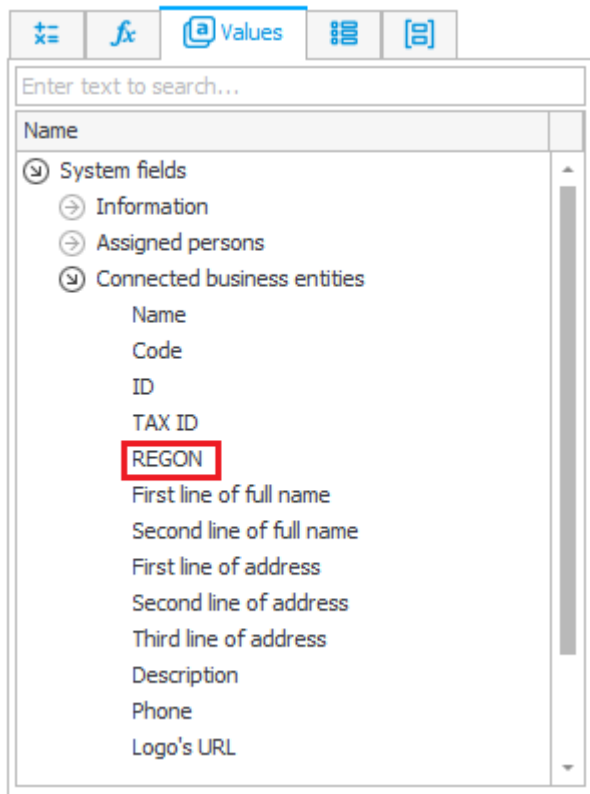 +−
×=
fx
a Values
Enter text to search...
Name
System fields
Information
Assigned persons
Connected business entities
Name
Code
ID
TAX ID
REGON
First line of full name
Second line of full name
First line of address
Second line of address
Third line of address
Description
Phone
Logo's URL